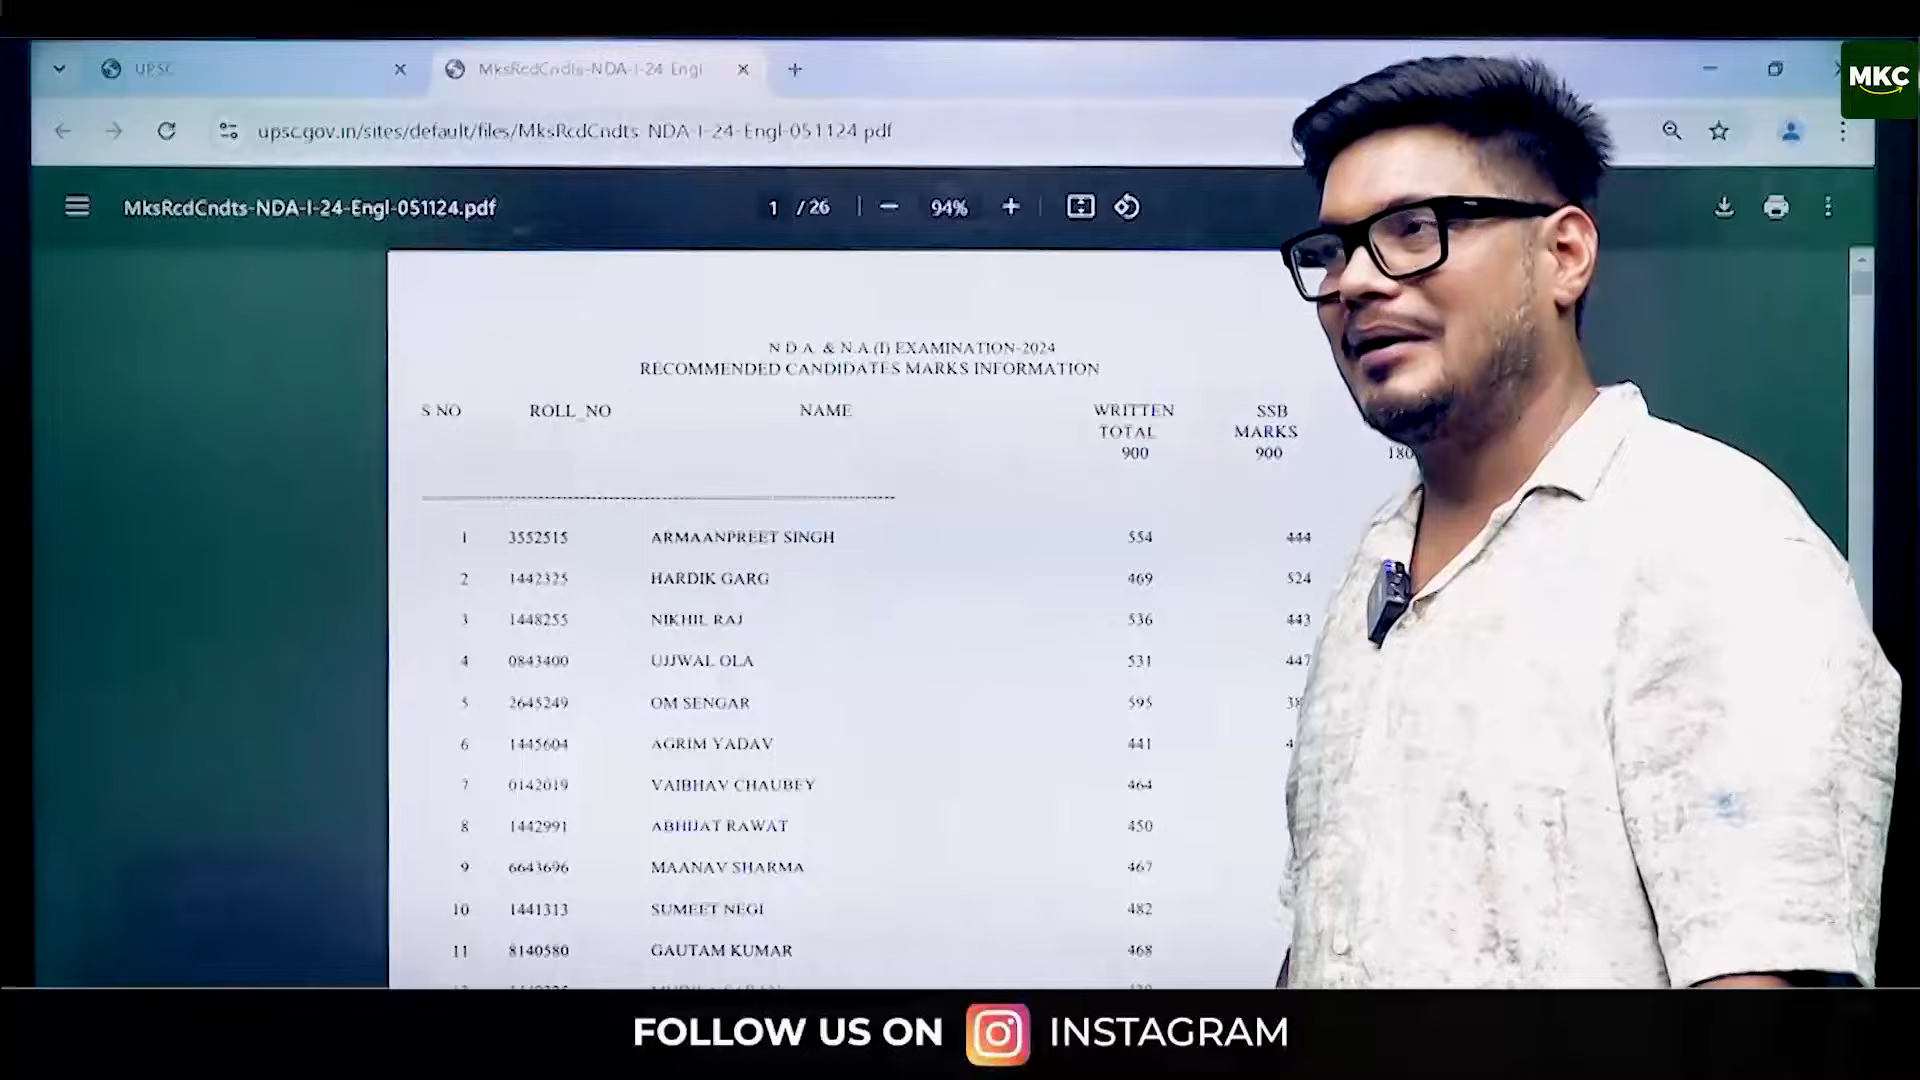 UPSC
MksRcdCndts-NDA-I-24-Engl
MKC
upsc.gov.in/sites/default/files/MksRcdCndts-NDA-I-24-Engl-051124.pdf
MksRcdCndts-NDA-I-24-Engl-051124.pdf
1 / 26
94%
N D A & N.A (I) EXAMINATION-2024
RECOMMENDED CANDIDATES MARKS INFORMATION
S NO ROLL_NO NAME WRITTEN SSB
TOTAL MARKS
900 900
1 3552515 ARMAANPREET SINGH 554 444
2 1442325 HARDIK GARG 469 524
3 1448255 NIKHIL RAJ 536 443
4 0843400 UJJWAL OLA 531 447
5 2645249 OM SENGAR 595
6 1445604 AGRIM YADAV 441
7 0142019 VAIBHAV CHAUBEY 464
8 1442991 ABHIJAT RAWAT 450
9 6643696 MAANAV SHARMA 467
10 1441313 SUMEET NEGI 482
11 8140580 GAUTAM KUMAR 468
FOLLOW US ON INSTAGRAM